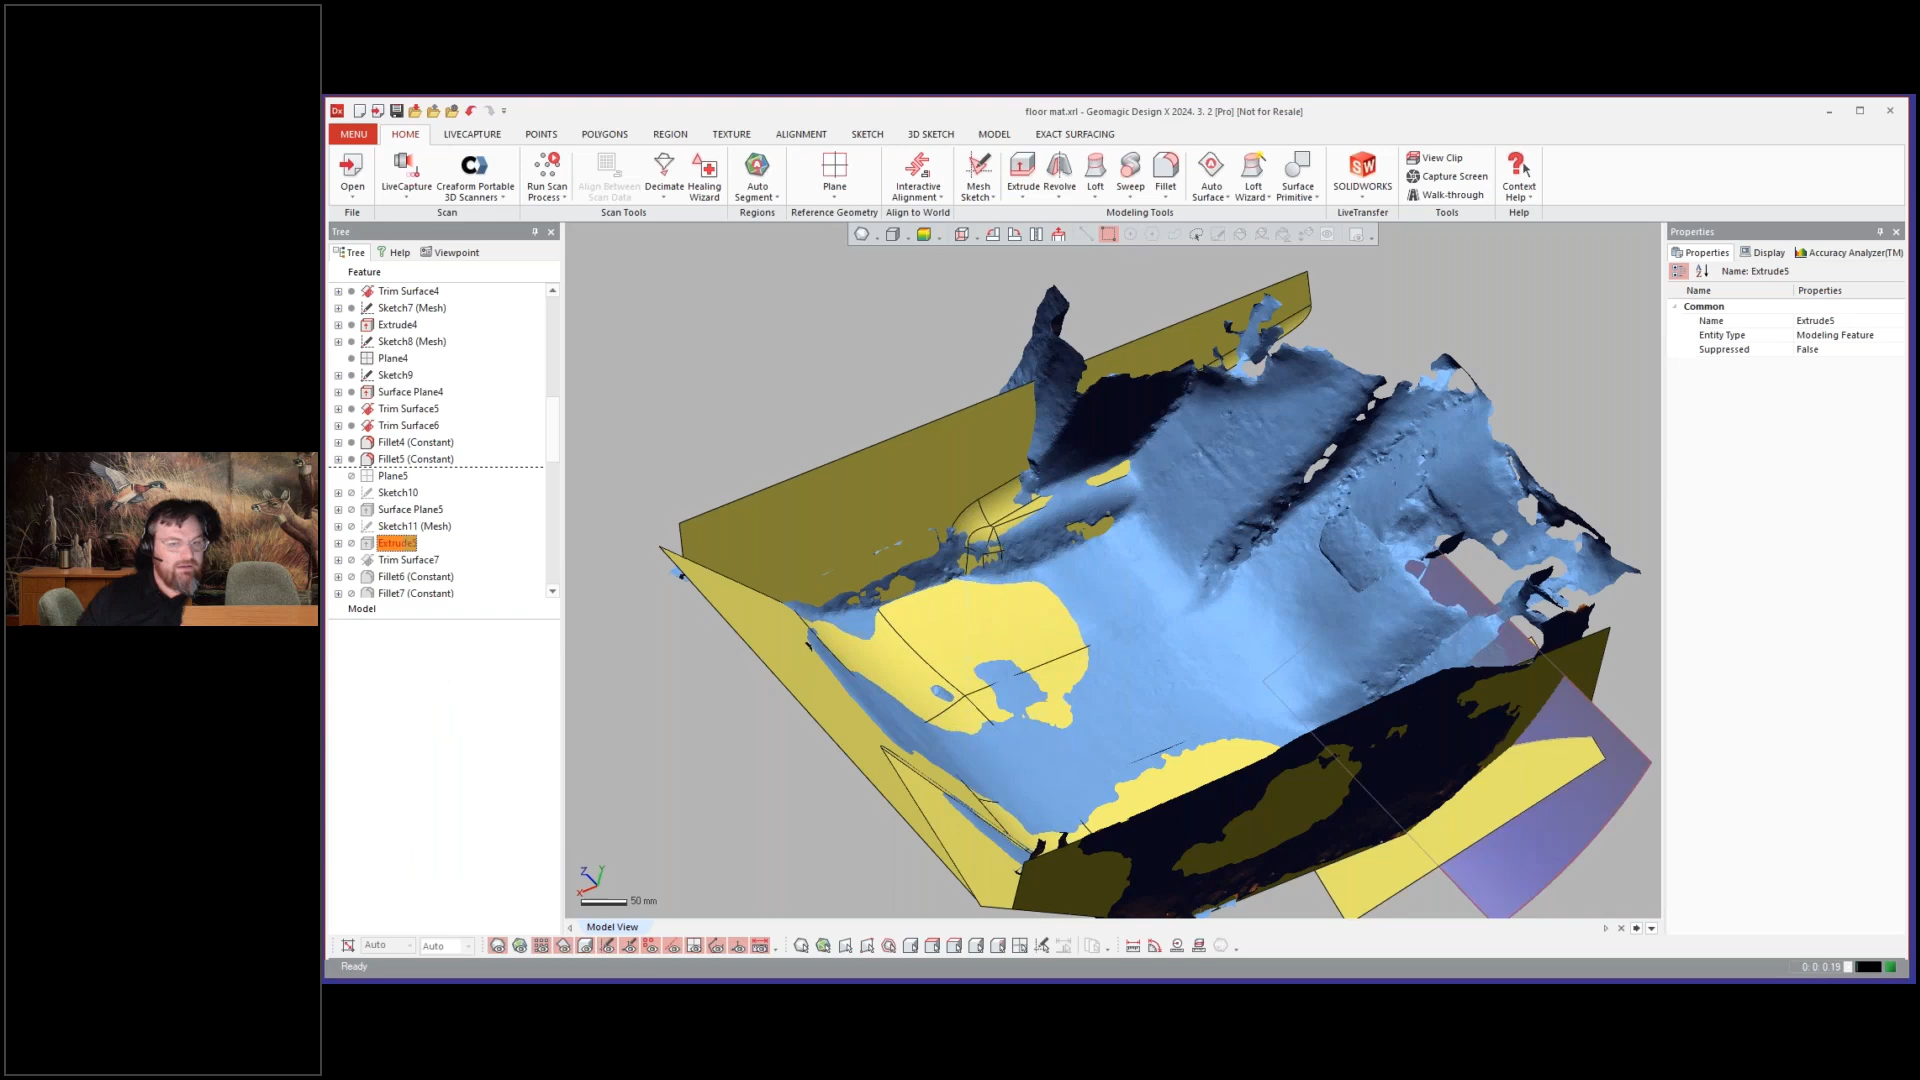 Dx
floor mat.xrl - Geomagic Design X 2024. 3. 2 [Pro] [Not for Resale]
MENU HOME LIVECAPTURE POINTS POLYGONS REGION TEXTURE ALIGNMENT SKETCH 3D SKETCH MODEL EXACT SURFACING
Open LiveCapture Creaform Portable 3D Scanners Run Scan Process Align Between Scan Data Decimate Healing Wizard Auto Segment Plane Interactive Alignment Mesh Sketch Extrude Revolve Loft Sweep Fillet Auto Surface Loft Wizard Surface Primitive SW SOLIDWORKS View Clip Capture Screen Walk-through Context Help
File Scan Scan Tools Regions Reference Geometry Align to World Modeling Tools LiveTransfer Tools Help
Tree
Tree Help Viewpoint
Feature
Trim Surface4
Sketch7 (Mesh)
Extrude4
Sketch8 (Mesh)
Plane4
Sketch9
Surface Plane4
Trim Surface5
Trim Surface6
Fillet4 (Constant)
Fillet5 (Constant)
Plane5
Sketch10
Surface Plane5
Sketch11 (Mesh)
Extrude5
Trim Surface7
Fillet6 (Constant)
Fillet7 (Constant)
Model
Z Y X
50 mm
Model View
Properties
Properties Display Accuracy Analyzer(TM)
Name: Extrude5
Name Properties
Common
Name Extrude5
Entity Type Modeling Feature
Suppressed False
Auto Auto
Ready
0: 0: 0.19